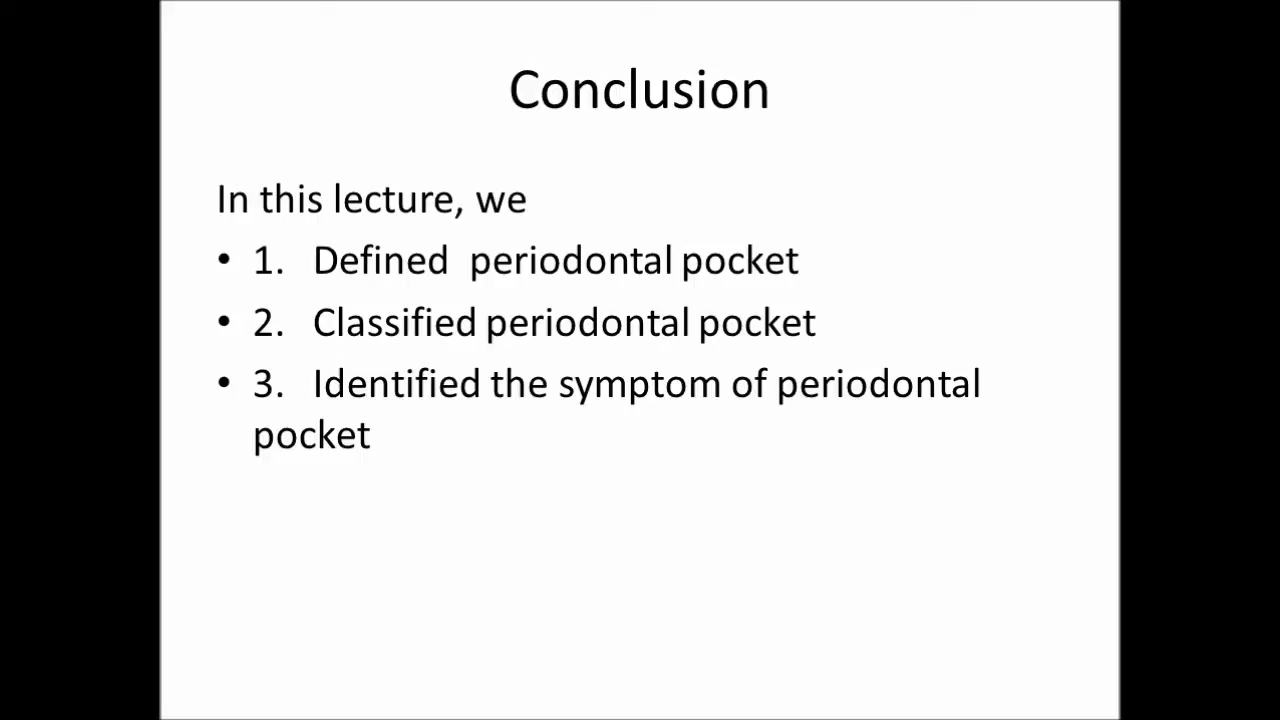 Conclusion
In this lecture, we
• 1. Defined periodontal pocket
• 2. Classified periodontal pocket
• 3. Identified the symptom of periodontal
pocket